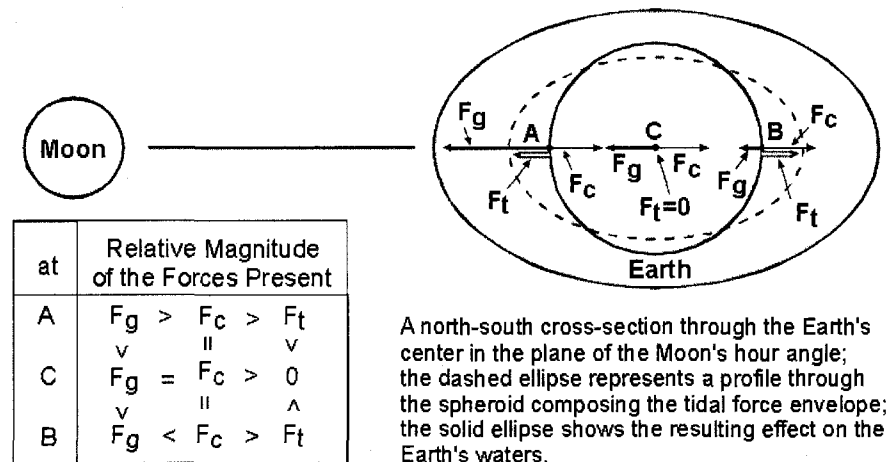 Moon
Fg
A
Fc
Ft
C
Fg
Fc
Ft=0
B
Fc
Fg
Ft
Earth
at
Relative Magnitude
of the Forces Present
A Fg > Fc > Ft
v = v
C Fg = Fc > 0
v = ^
B Fg < Fc > Ft
A north-south cross-section through the Earth's
center in the plane of the Moon's hour angle;
the dashed ellipse represents a profile through
the spheroid composing the tidal force envelope;
the solid ellipse shows the resulting effect on the
Earth's waters.